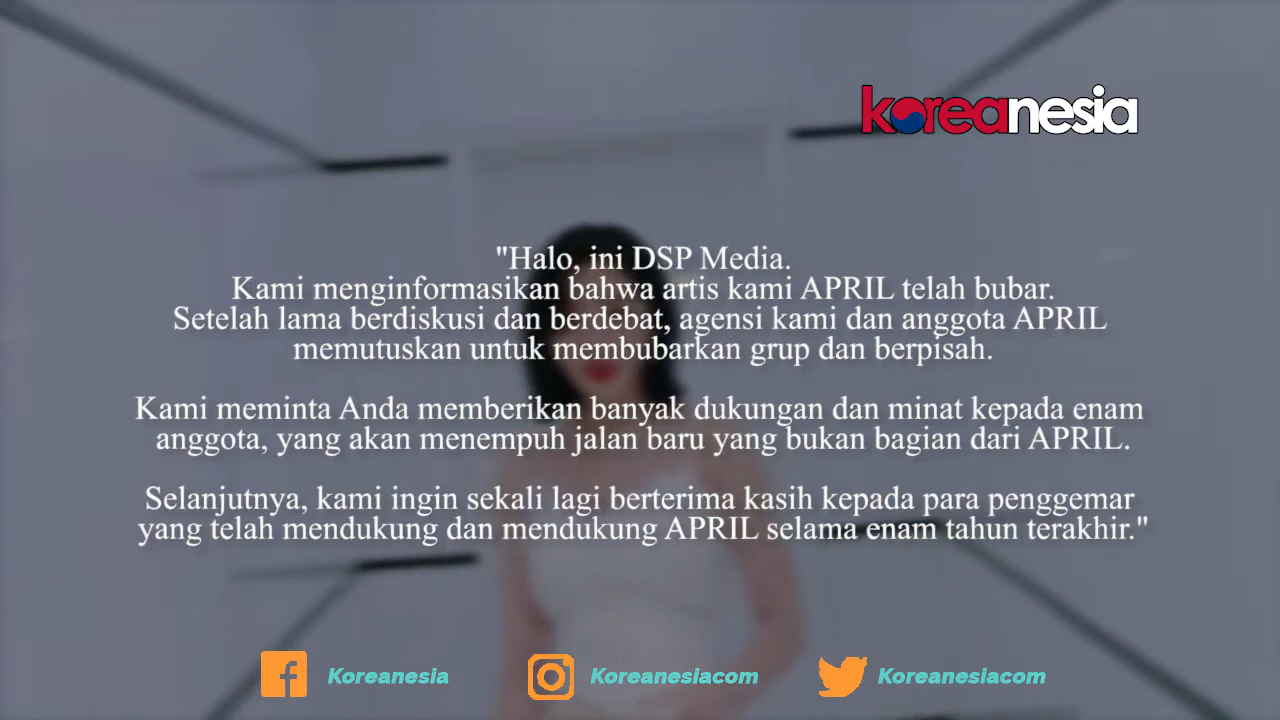 koreanesia
"Halo, ini DSP Media.
Kami menginformasikan bahwa artis kami APRIL telah bubar.
Setelah lama berdiskusi dan berdebat, agensi kami dan anggota APRIL
memutuskan untuk membubarkan grup dan berpisah.
Kami meminta Anda memberikan banyak dukungan dan minat kepada enam
anggota, yang akan menempuh jalan baru yang bukan bagian dari APRIL.
Selanjutnya, kami ingin sekali lagi berterima kasih kepada para penggemar
yang telah mendukung dan mendukung APRIL selama enam tahun terakhir."
Koreanesia Koreanesiacom Koreanesiacom